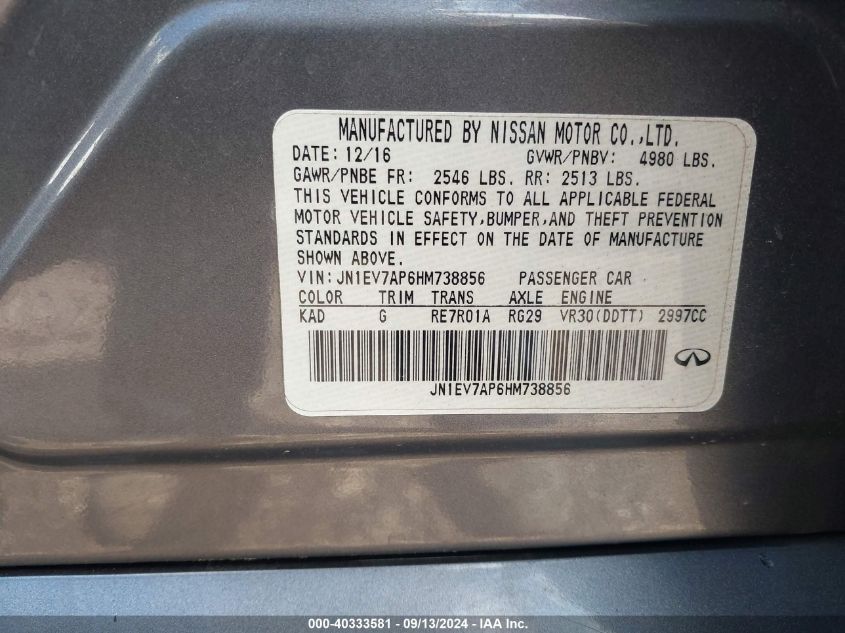 MANUFACTURED BY NISSAN MOTOR CO.,LTD.
DATE: 12/16 GVWR/PNBV: 4980 LBS.
GAWR/PNBE FR: 2546 LBS. RR: 2513 LBS.
THIS VEHICLE CONFORMS TO ALL APPLICABLE FEDERAL
MOTOR VEHICLE SAFETY,BUMPER,AND THEFT PREVENTION
STANDARDS IN EFFECT ON THE DATE OF MANUFACTURE
SHOWN ABOVE.
VIN:JN1EV7AP6HM738856 PASSENGER CAR
COLOR TRIM TRANS AXLE ENGINE
KAD G RE7R01A RG29 VR30(DDTT) 2997CC
JN1EV7AP6HM738856
000-40333581 - 09/13/2024 - IAA Inc.